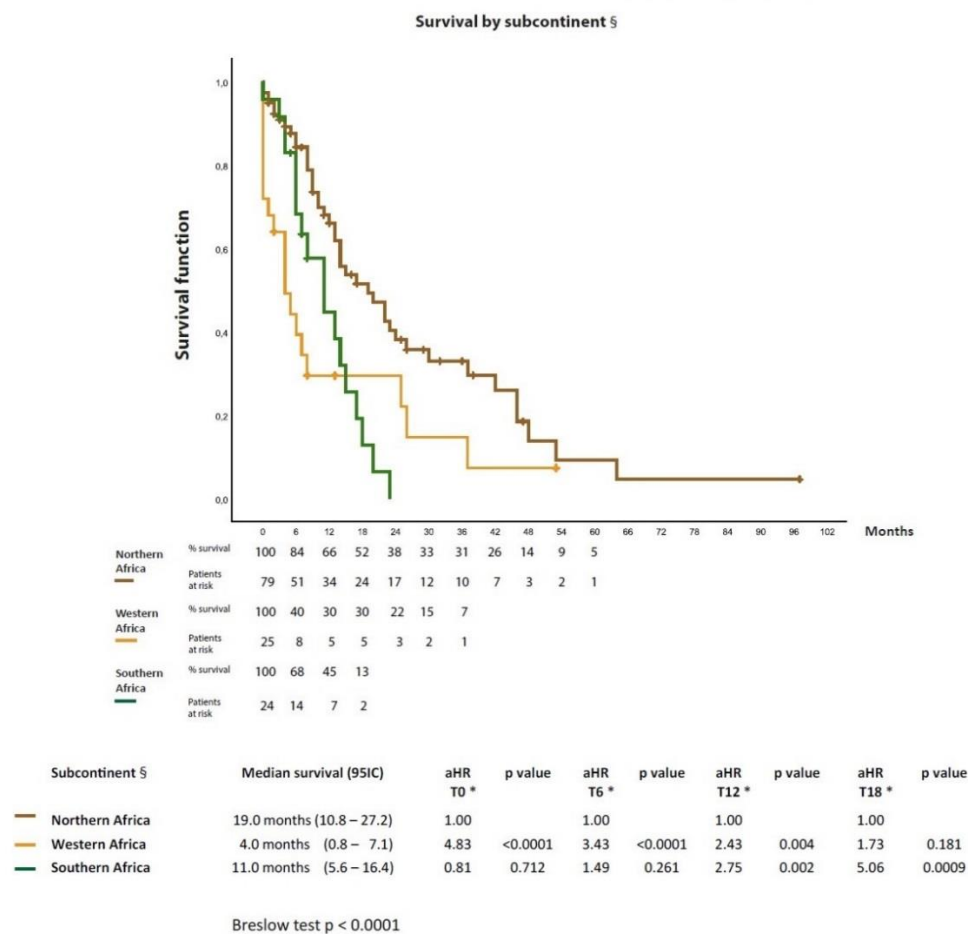 Survival by subcontinent §
Survival function
1,0
0,8
0,6
0,4
0,2
0,0
0 6 12 18 24 30 36 42 48 54 60 66 72 78 84 90 96 102 Months
Northern Africa % survival 100 84 66 52 38 33 31 26 14 9 5
Patients at risk 79 51 34 24 17 12 10 7 3 2 1
Western Africa % survival 100 40 30 30 22 15 7
Patients at risk 25 8 5 5 3 2 1
Southern Africa % survival 100 68 45 13
Patients at risk 24 14 7 2
Subcontinent § Median survival (95IC) aHR T0 * p value aHR T6 * p value aHR T12 * p value aHR T18 * p value
Northern Africa 19.0 months (10.8 – 27.2) 1.00 1.00 1.00 1.00
Western Africa 4.0 months (0.8 – 7.1) 4.83 <0.0001 3.43 <0.0001 2.43 0.004 1.73 0.181
Southern Africa 11.0 months (5.6 – 16.4) 0.81 0.712 1.49 0.261 2.75 0.002 5.06 0.0009
Breslow test p < 0.0001